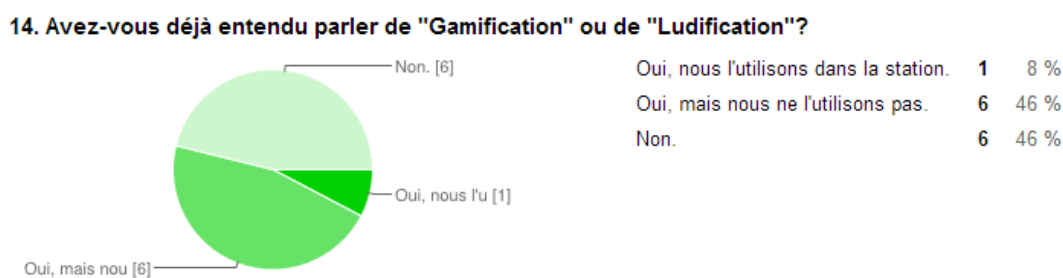 14. Avez-vous déjà entendu parler de "Gamification" ou de "Ludification"?
Non. [6]
Oui, nous l'u [1]
Oui, mais nou [6]
Oui, nous l'utilisons dans la station. 1 8 %
Oui, mais nous ne l'utilisons pas. 6 46 %
Non. 6 46 %